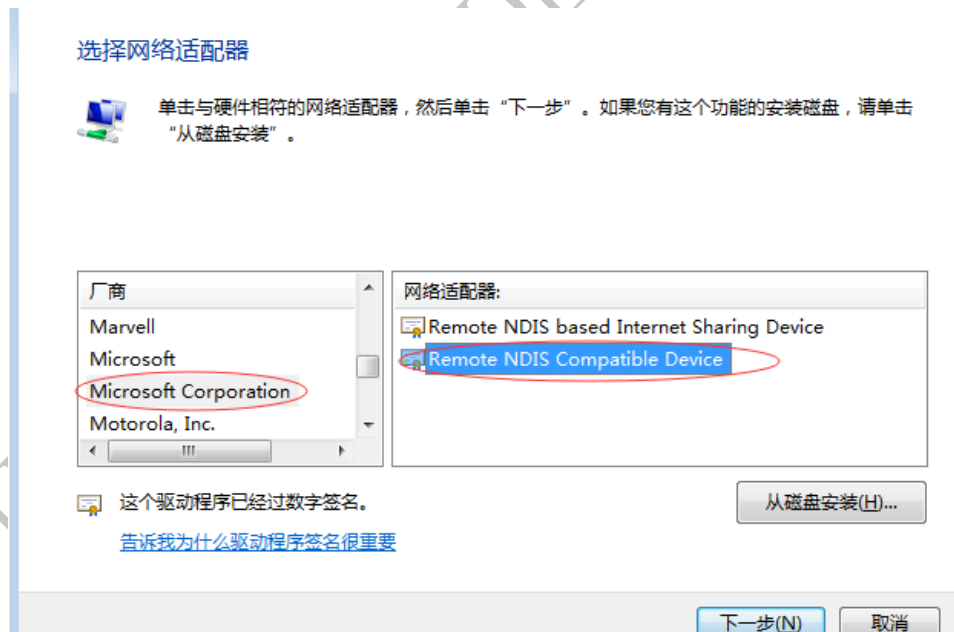 选择网络适配器
单击与硬件相符的网络适配器，然后单击“下一步”。如果您有这个功能的安装磁盘，请单击
“从磁盘安装”。
厂商
Marvell
Microsoft
Microsoft Corporation
Motorola, Inc.
网络适配器:
Remote NDIS based Internet Sharing Device
Remote NDIS Compatible Device
这个驱动程序已经过数字签名。
从磁盘安装(H)...
告诉我为什么驱动程序签名很重要
下一步(N)
取消